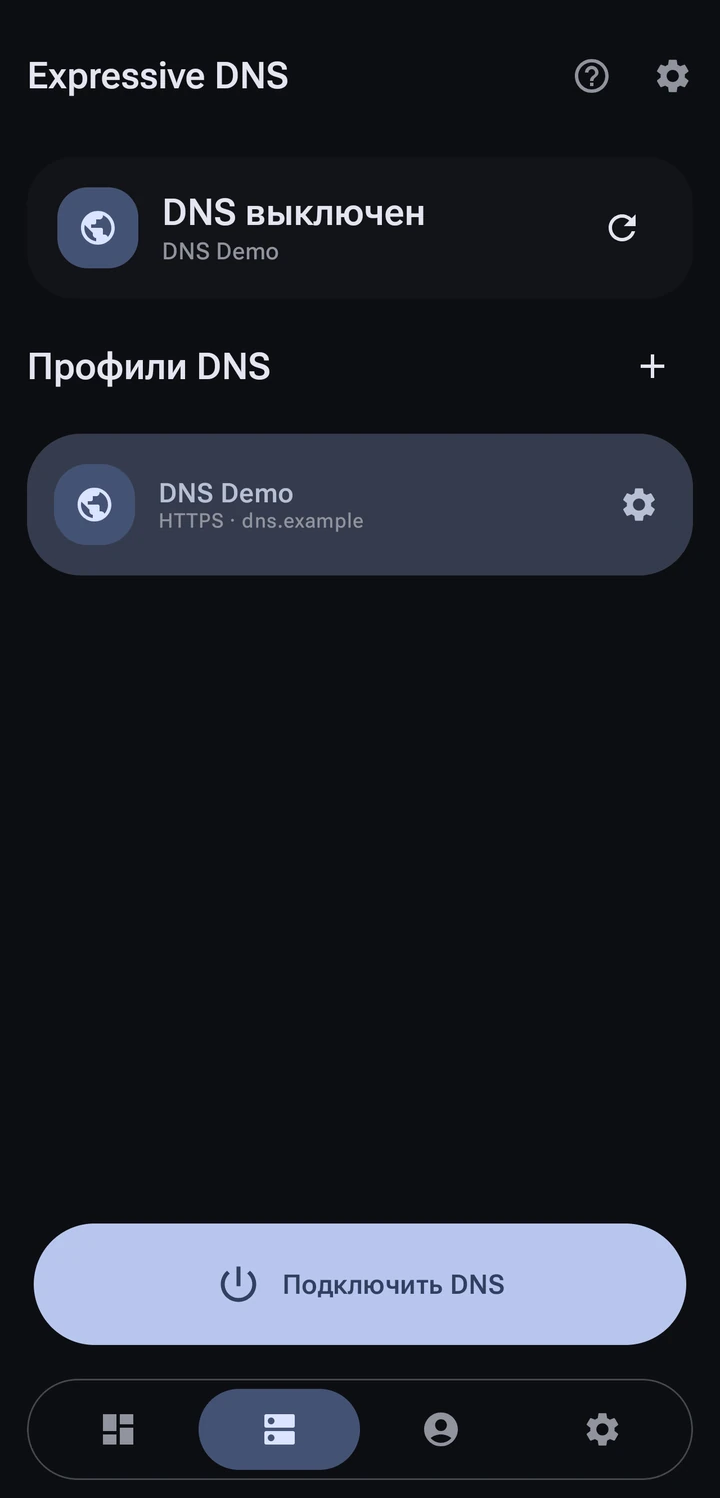 Expressive DNS
DNS выключен
DNS Demo
Профили DNS
DNS Demo
HTTPS · dns.example
Подключить DNS